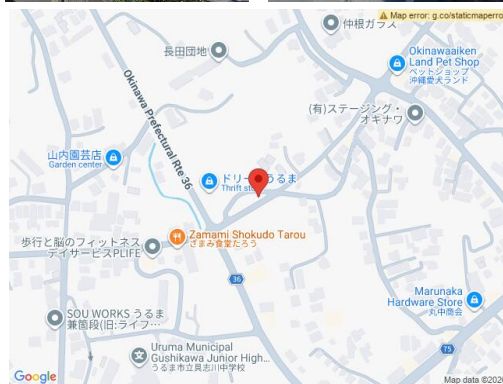 Map error: g.co/staticmaperro
仲根ガラス
長田団地
Okinawaaiken
Land Pet Shop
ペットショップ
沖縄愛犬ランド
(有)ステージング・
オキナワ
Okinawa Prefectural Rte 36
山内園芸店
Garden center
ドリー
うるま
Thrift st
Zamami Shokudo Tarou
ざまみ食堂たろう
歩行と脳のフィットネス
デイサービスPLIFE
36
Marunaka
Hardware Store
丸中商会
SOU WORKS うるま
兼箇段(旧:ライフ…
75
Uruma Municipal
Gushikawa Junior High...
うるま市立具志川中学校
Google
Map data ©202